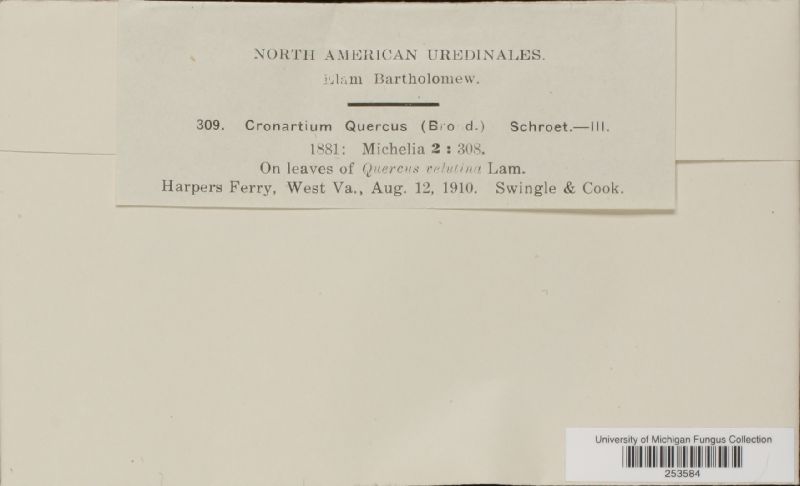 NORTH AMERICAN UREDINALES.
Elam Bartholomew.
309. Cronartium Quercus (Brond.) Schroet.—III.
1881: Michelia 2 : 308.
On leaves of Quercus velutina Lam.
Harpers Ferry, West Va., Aug. 12, 1910. Swingle & Cook.
University of Michigan Fungus Collection
253584